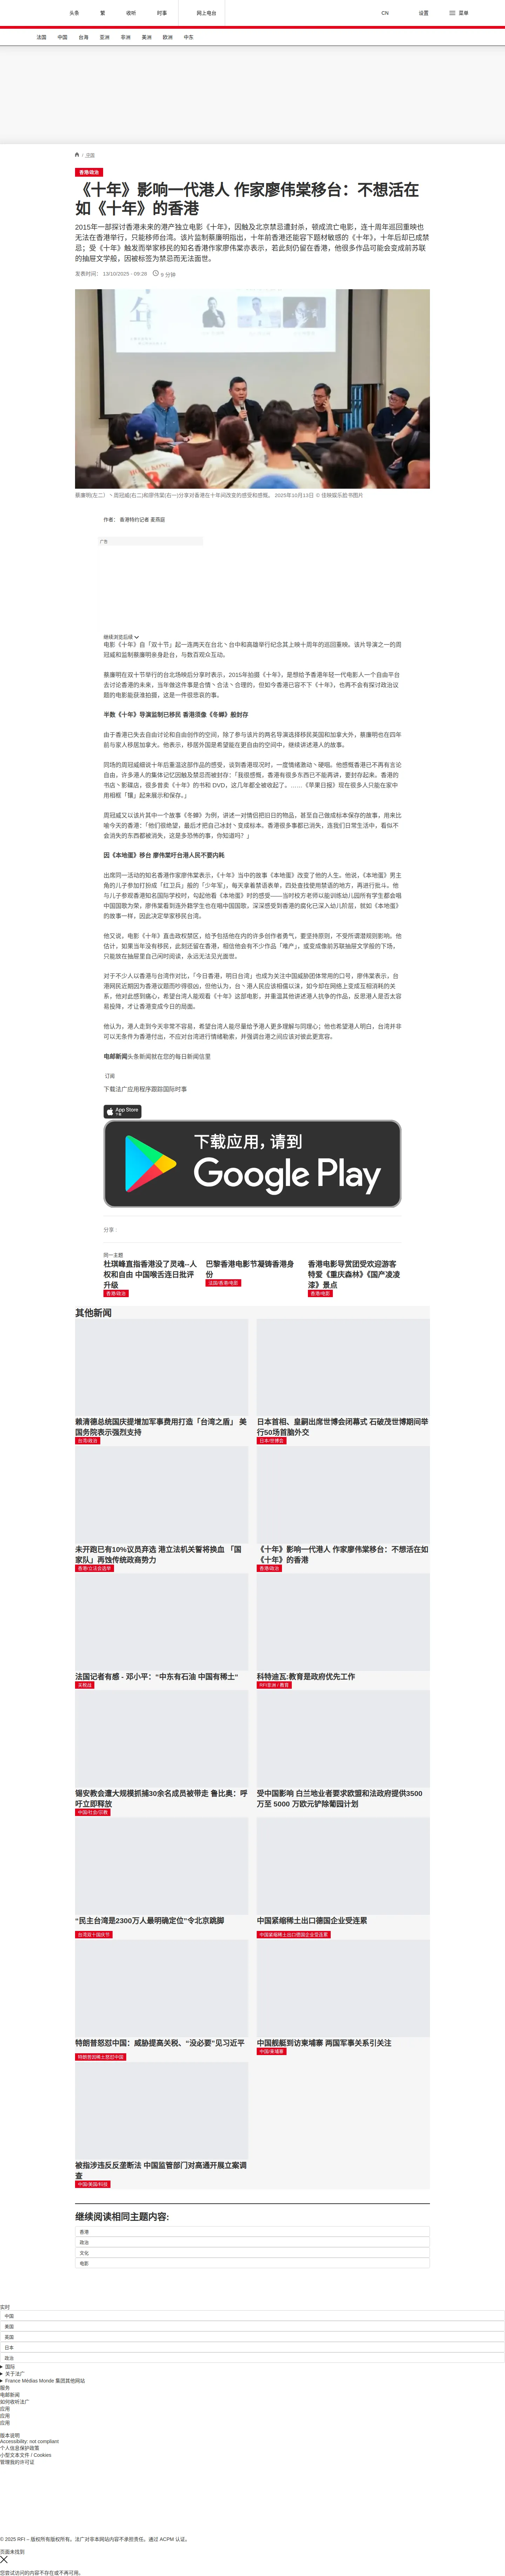 头条
繁
收听
时事
网上电台
CN
设置
菜单
法国
中国
台海
亚洲
非洲
美洲
欧洲
中东
/ 中国
香港/政治
《十年》影响一代港人 作家廖伟棠移台：不想活在
如《十年》的香港
2015年一部探讨香港未来的港产独立电影《十年》，因触及北京禁忌遭封杀，顿成流亡电影，连十周年巡回重映也
无法在香港举行，只能移师台湾。该片监制蔡廉明指出，十年前香港还能容下题材敏感的《十年》，十年后却已成禁
忌；受《十年》触发而举家移民的知名香港作家廖伟棠亦表示，若此刻仍留在香港，他很多作品可能会变成前苏联
的抽屉文学般，因被标签为禁忌而无法面世。
发表时间： 13/10/2025 - 09:28
9 分钟
蔡廉明(左二）丶周冠威(右二)和廖伟棠(右一)分享对香港在十年间改变的感受和感慨。 2025年10月13日 © 佳映娱乐脸书图片
作者： 香港特约记者 麦燕庭
广告
继续浏览后续
电影《十年》自「双十节」起一连两天在台北丶台中和高雄举行纪念其上映十周年的巡回重映。该片导演之一的周
冠威和监制蔡廉明亲身赴台，与数百观众互动。
蔡廉明在双十节举行的台北场映后分享时表示，2015年拍摄《十年》，是想给予香港年轻一代电影人一个自由平台
去讨论香港的未来，当年做这件事是合情丶合法丶合理的，但如今香港已容不下《十年》，也再不会有探讨政治议
题的电影能获准拍摄，这是一件很悲哀的事。
半数《十年》导演监制已移民 香港须像《冬蝉》般封存
由于香港已失去自由讨论和自由创作的空间，除了参与该片的两名导演选择移民英国和加拿大外，蔡廉明也在四年
前与家人移居加拿大。他表示，移居外国是希望能在更自由的空间中，继续讲述港人的故事。
同场的周冠威细说十年后重温这部作品的感受，谈到香港现况时，一度情绪激动丶硬咽。他感慨香港已不再有言论
自由，许多港人的集体记忆因触及禁忌而被封存：「我很感慨，香港有很多东西已不能再讲，要封存起来。香港的
书店丶影碟店，很多曾卖《十年》的书和 DVD，这几年都全被收起了，……《苹果日报》现在很多人只能在家中
用相框「镶」起来展示和保存。」
周冠威又以该片其中一个故事《冬蝉》为例，讲述一对情侣把旧日的物品，甚至自己做成标本保存的故事，用来比
喻今天的香港：「他们很绝望，最后才把自己冰封丶变成标本。香港很多事都已消失，连我们日常生活中，看似不
会消失的东西都被消失，这是多恐怖的事，你知道吗？」
因《本地蛋》移台 廖伟棠吁台港人民不要内耗
出席同一活动的知名香港作家廖伟棠表示，《十年》当中的故事《本地蛋》改变了他的人生。他说，《本地蛋》男主
角的儿子参加打扮成「红卫兵」般的「少年军」，每天拿着禁语表单，四处查找使用禁语的地方，再进行批斗。他
与儿子参观香港知名国际学校时，勾起他看《本地蛋》时的感受——当时校方老师以能训练幼儿园所有学生都会唱
中国国歌为荣，廖伟棠看到连外籍学生也在唱中国国歌，深深感受到香港的腐化已深入幼儿阶层，就如《本地蛋》
的故事一样，因此决定举家移民台湾。
他又说，电影《十年》直击政权禁区，给予包括他在内的许多创作者勇气，要坚持原则，不受所谓潜规则影响。他
估计，如果当年没有移民，此刻还留在香港，相信他会有不少作品「难产」，或变成像前苏联抽屉文学般的下场，
只能放在抽屉里自己闲时阅读，永远无法见光面世。
对于不少人以香港与台湾作对比，「今日香港，明日台湾」也成为关注中国威胁团体常用的口号，廖伟棠表示，台
港网民近期因为香港议题而吵得很凶，但他认为，台丶港人民应该相儒以沫，如今却在网络上变成互相消耗的关
系，他对此感到痛心，希望台湾人能观看《十年》这部电影，并重温其他讲述港人抗争的作品，反思港人是否太容
易投降，才让香港变成今日的局面。
他认为，港人走到今天非常不容易，希望台湾人能尽量给予港人更多理解与同理心；他也希望港人明白，台湾并非
可以无条件为香港付出，不应对台湾进行情绪勒索，并强调台港之间应该对彼此更宽容。
电邮新闻头条新闻就在您的每日新闻信里
订阅
下载法广应用程序跟踪国际时事
App Store
下载应用，请到
Google Play
分享 :
同一主题
杜琪峰直指香港没了灵魂--人
权和自由 中国喉舌连日批评
升级
香港/政治
巴黎香港电影节凝铸香港身
份
法国/香港/电影
香港电影导赏团受欢迎游客
特爱《重庆森林》《国产凌凌
漆》景点
香港/电影
其他新闻
赖清德总统国庆提增加军事费用打造「台湾之盾」 美
国务院表示强烈支持
台湾/政治
日本首相、皇嗣出席世博会闭幕式 石破茂世博期间举
行50场首脑外交
日本/世博会
未开跑已有10%议员弃选 港立法机关誓将换血 「国
家队」再蚀传统政商势力
香港/立法会选举
《十年》影响一代港人 作家廖伟棠移台：不想活在如
《十年》的香港
香港/政治
法国记者有感 - 邓小平：“中东有石油 中国有稀土“
关税战
科特迪瓦:教育是政府优先工作
RFI非洲 / 教育
锡安教会遭大规模抓捕30余名成员被带走 鲁比奥：呼
吁立即释放
中国/社会/宗教
受中国影响 白兰地业者要求欧盟和法政府提供3500
万至 5000 万欧元铲除葡园计划
“民主台湾是2300万人最明确定位”令北京跳脚
台湾双十国庆节
中国紧缩稀土出口德国企业受连累
中国紧缩稀土出口德国企业受连累
特朗普怒怼中国：威胁提高关税、“没必要”见习近平
特朗普因稀土怒怼中国
中国舰艇到访柬埔寨 两国军事关系引关注
中国/柬埔寨
被指涉违反反垄断法 中国监管部门对高通开展立案调
查
中国/美国/科技
继续阅读相同主题内容:
香港
政治
文化
电影
实时
中国
美国
英国
日本
政治
国际
关于法广
France Médias Monde 集团其他网站
服务
电邮新闻
如何收听法广
应用
应用
应用
版本说明
Accessibility: not compliant
个人信息保护政策
小型文本文件 / Cookies
管理我的许可证
© 2025 RFI – 版权所有版权所有。法广对非本网站内容不承担责任。通过 ACPM 认证。
页面未找到
您尝试访问的内容不存在或不再可用。